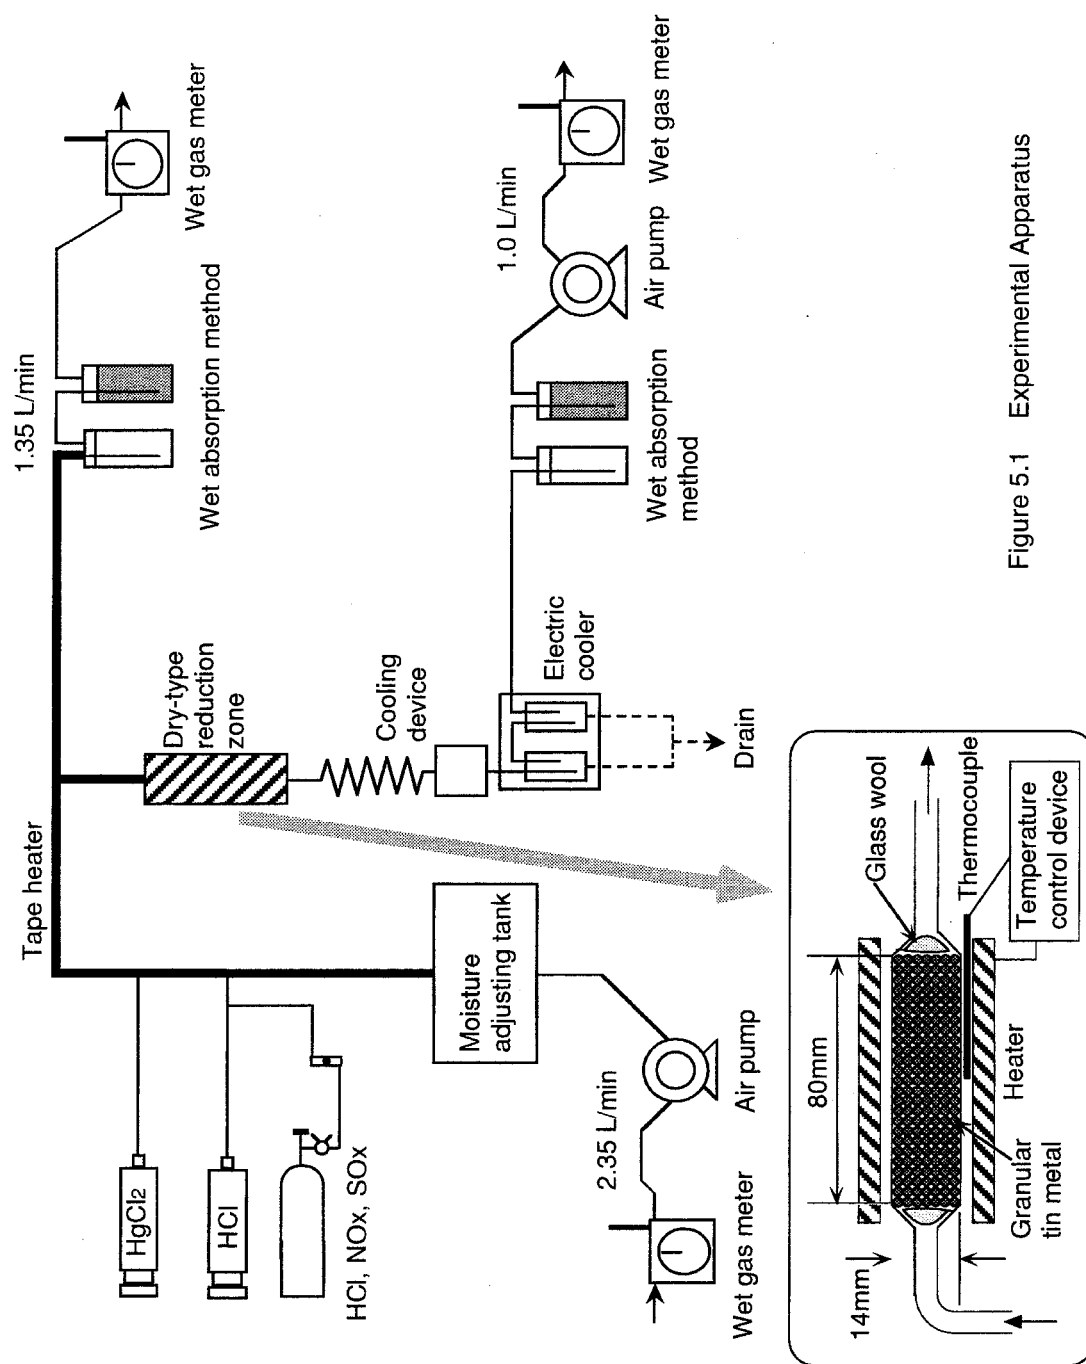 Tape heater
HgCl2
HCl
HCl, NOx, SOx
Moisture
adjusting tank
2.35 L/min
Wet gas meter
Air pump
Dry-type
reduction
zone
Cooling
device
Electric
cooler
Drain
1.35 L/min
Wet absorption method
Wet gas meter
Wet absorption
method
1.0 L/min
Air pump
Wet gas meter
14mm
80mm
Granular
tin metal
Heater
Glass wool
Thermocouple
Temperature
control device
Figure 5.1 Experimental Apparatus